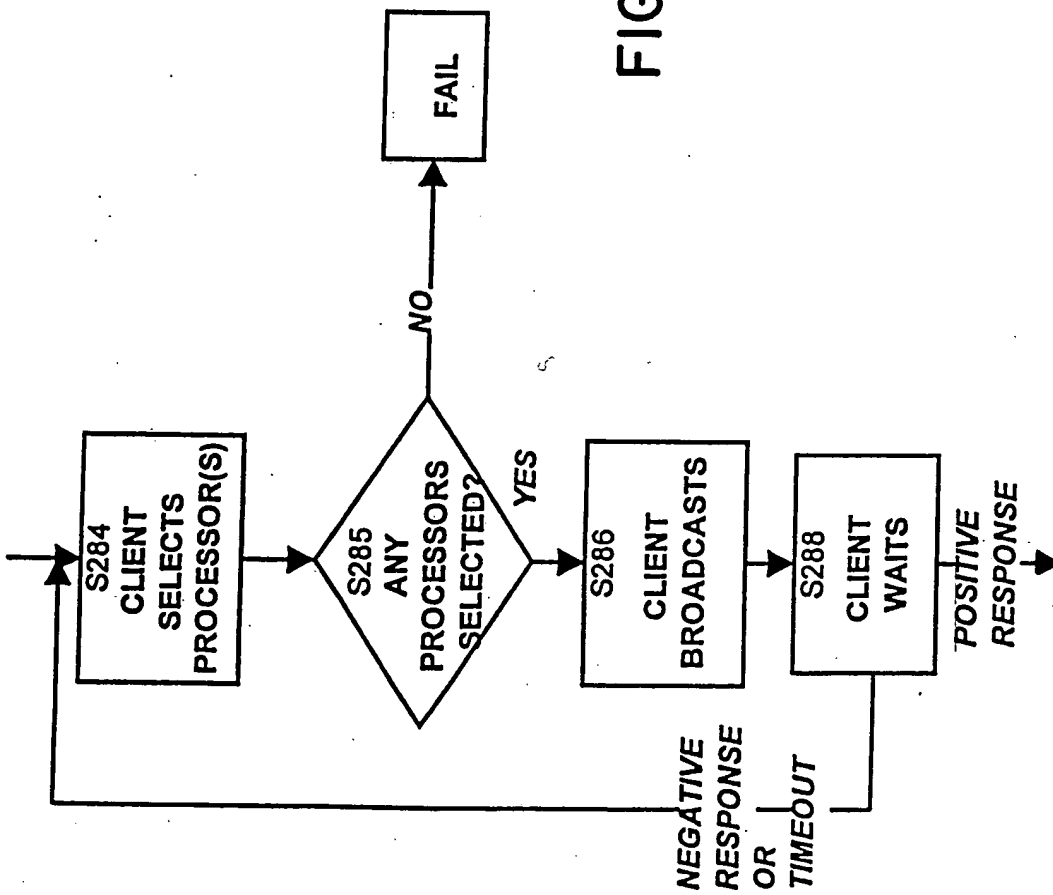 S284
CLIENT
SELECTS
PROCESSOR(S)
S285
ANY
PROCESSORS
SELECTED?
NO
FAIL
YES
S286
CLIENT
BROADCASTS
S288
CLIENT
WAITS
NEGATIVE
RESPONSE
OR
TIMEOUT
POSITIVE
RESPONSE
FIG